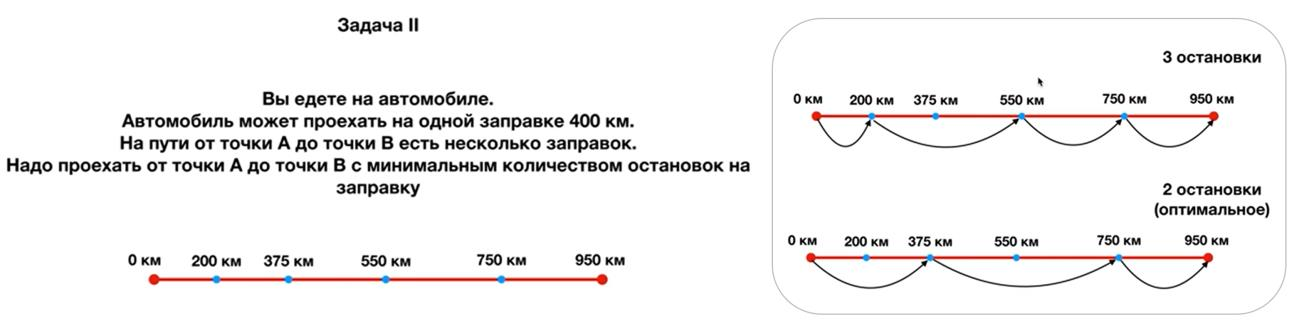 Задача II
Вы едете на автомобиле.
Автомобиль может проехать на одной заправке 400 км.
На пути от точки А до точки В есть несколько заправок.
Надо проехать от точки А до точки В с минимальным количеством остановок на
заправку
0 км 200 км 375 км 550 км 750 км 950 км
3 остановки
0 км 200 км 375 км 550 км 750 км 950 км
2 остановки
(оптимальное)
0 км 200 км 375 км 550 км 750 км 950 км